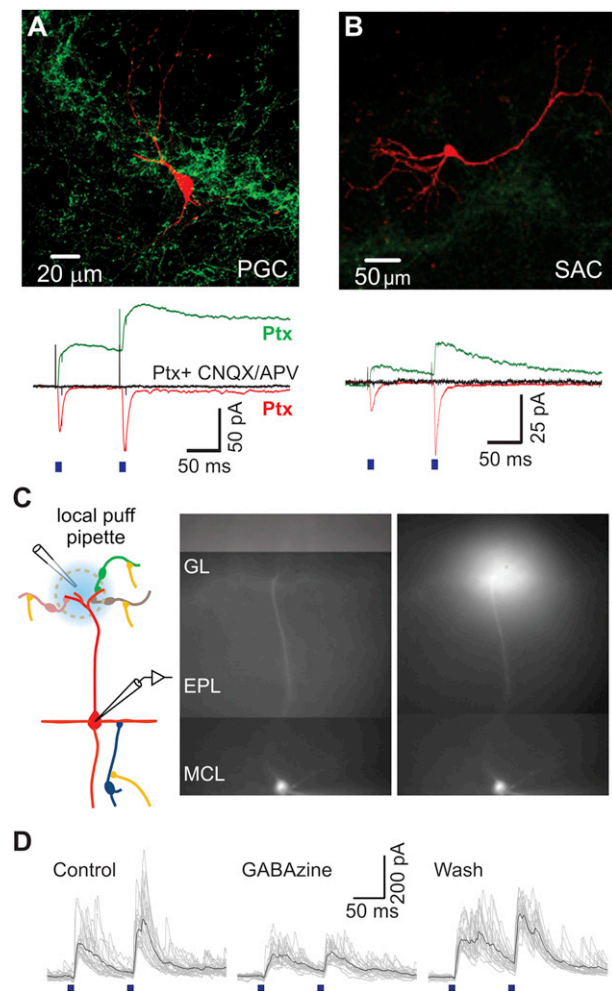 A
B
20 µm
PGC
50 µm
SAC
Ptx
Ptx+ CNQX/APV
Ptx
50 pA
50 ms
25 pA
50 ms
C
local puff
pipette
GL
EPL
MCL
D
Control
GABAzine
200 pA
50 ms
Wash